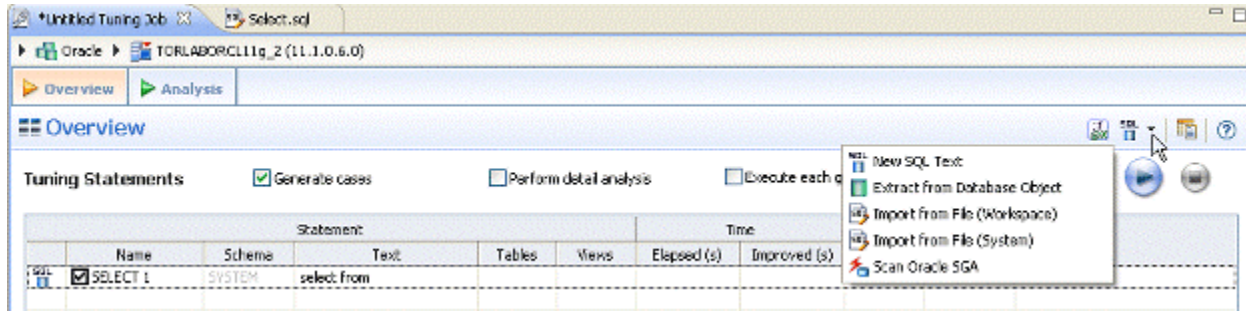 *Untitled Tuning Job Select.sql
Oracle TORLABORCL11g_2 (11.1.0.6.0)
Overview Analysis
Overview
Tuning Statements Generate cases Perform detail analysis Execute each
New SQL Text
Extract from Database Object
Import from File (Workspace)
Import from File (System)
Scan Oracle SGA
Statement Time
Name Schema Text Tables Views Elapsed (s) Improved (s)
SQL SELECT 1 SYSTEM select from